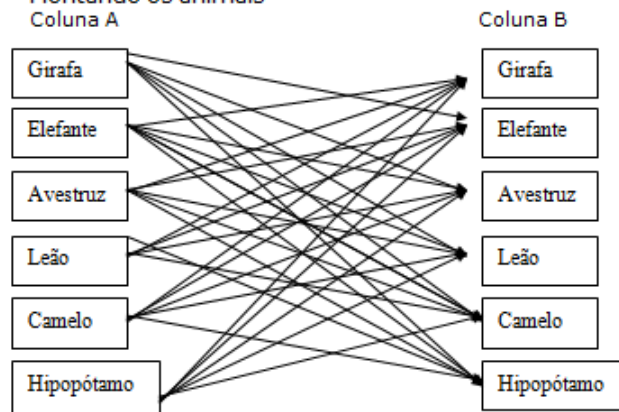 Montando os animais
Coluna A Coluna B
Girafa Girafa
Elefante Elefante
Avestruz Avestruz
Leão Leão
Camelo Camelo
Hipopótamo Hipopótamo